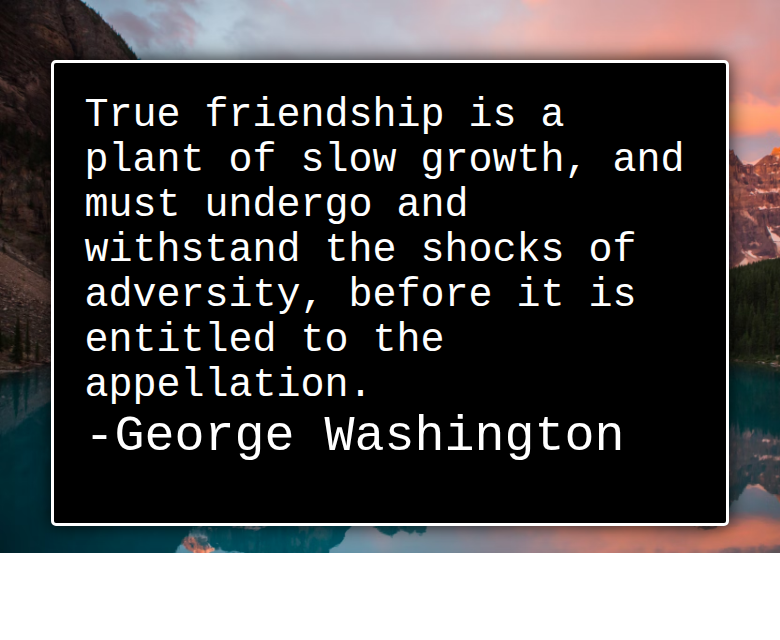 True friendship is a
plant of slow growth, and
must undergo and
withstand the shocks of
adversity, before it is
entitled to the
appellation.
-George Washington